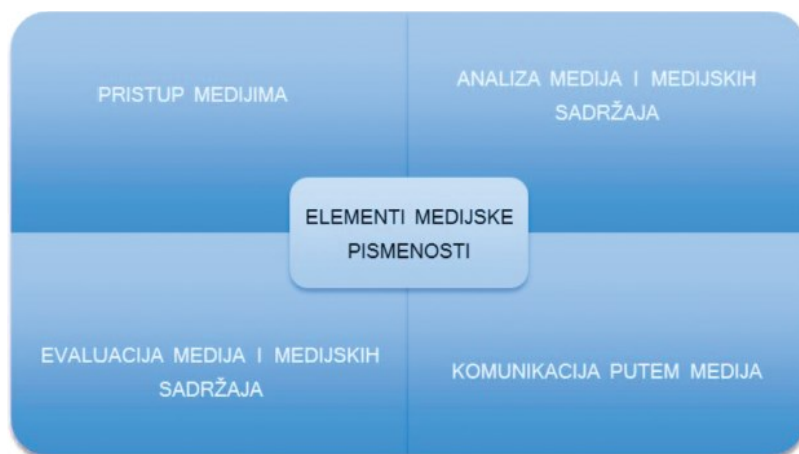 PRISTUP MEDIJIMA
ANALIZA MEDIJA I MEDIJSKIH
SADRŽAJA
ELEMENTI MEDIJSKE
PISMENOSTI
EVALUACIJA MEDIJA I MEDIJSKIH
SADRŽAJA
KOMUNIKACIJA PUTEM MEDIJA